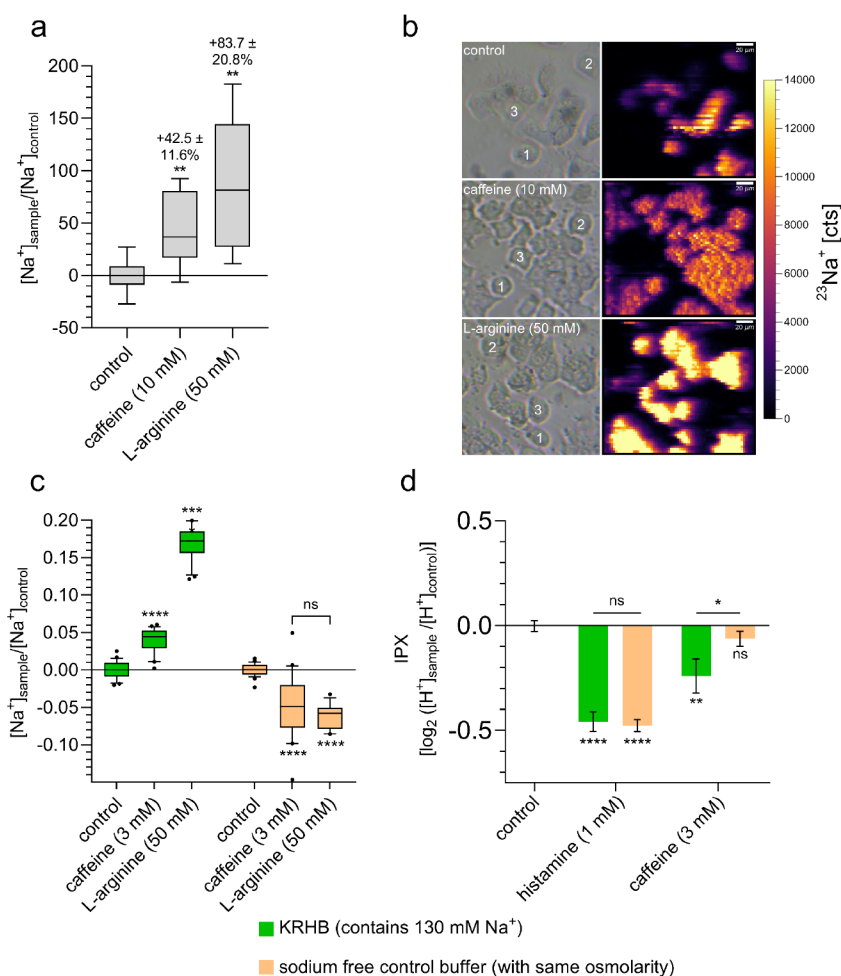 a
+83.7 ±
20.8%
**
+42.5 ±
11.6%
**
200
150
100
50
0
-50
[Na⁺]sample/[Na⁺]control
control
caffeine (10 mM)
L-arginine (50 mM)
b
control
2
3
1
20 µm
caffeine (10 mM)
2
3
1
20 µm
L-arginine (50 mM)
2
3
1
20 µm
14000
12000
10000
8000
6000
4000
2000
0
²³Na⁺ [cts]
c
0.20
0.15
0.10
0.05
0.00
-0.05
-0.10
[Na⁺]sample/[Na⁺]control
****
***
ns
****
****
control
caffeine (3 mM)
L-arginine (50 mM)
control
caffeine (3 mM)
L-arginine (50 mM)
d
0.5
0.0
-0.5
IPX
[log₂ ([H⁺]sample /[H⁺]control)]
ns
*
****
****
**
ns
control
histamine (1 mM)
caffeine (3 mM)
KRHB (contains 130 mM Na⁺)
sodium free control buffer (with same osmolarity)